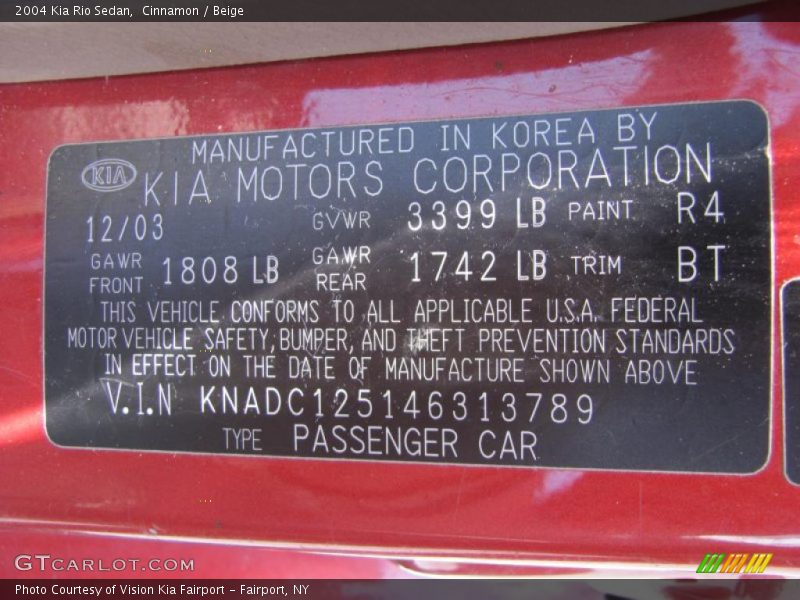 2004 Kia Rio Sedan,  Cinnamon / Beige
MANUFACTURED IN KOREA BY
KIA KIA MOTORS CORPORATION
12/03 GVWR 3399 LB PAINT R4
GAWR FRONT 1808 LB GAWR REAR 1742 LB TRIM BT
THIS VEHICLE CONFORMS TO ALL APPLICABLE U.S.A. FEDERAL
MOTOR VEHICLE SAFETY, BUMPER, AND THEFT PREVENTION STANDARDS
IN EFFECT ON THE DATE OF MANUFACTURE SHOWN ABOVE
V.I.N KNADC125146313789
TYPE PASSENGER CAR
GTCARLOT.COM
Photo Courtesy of Vision Kia Fairport - Fairport, NY